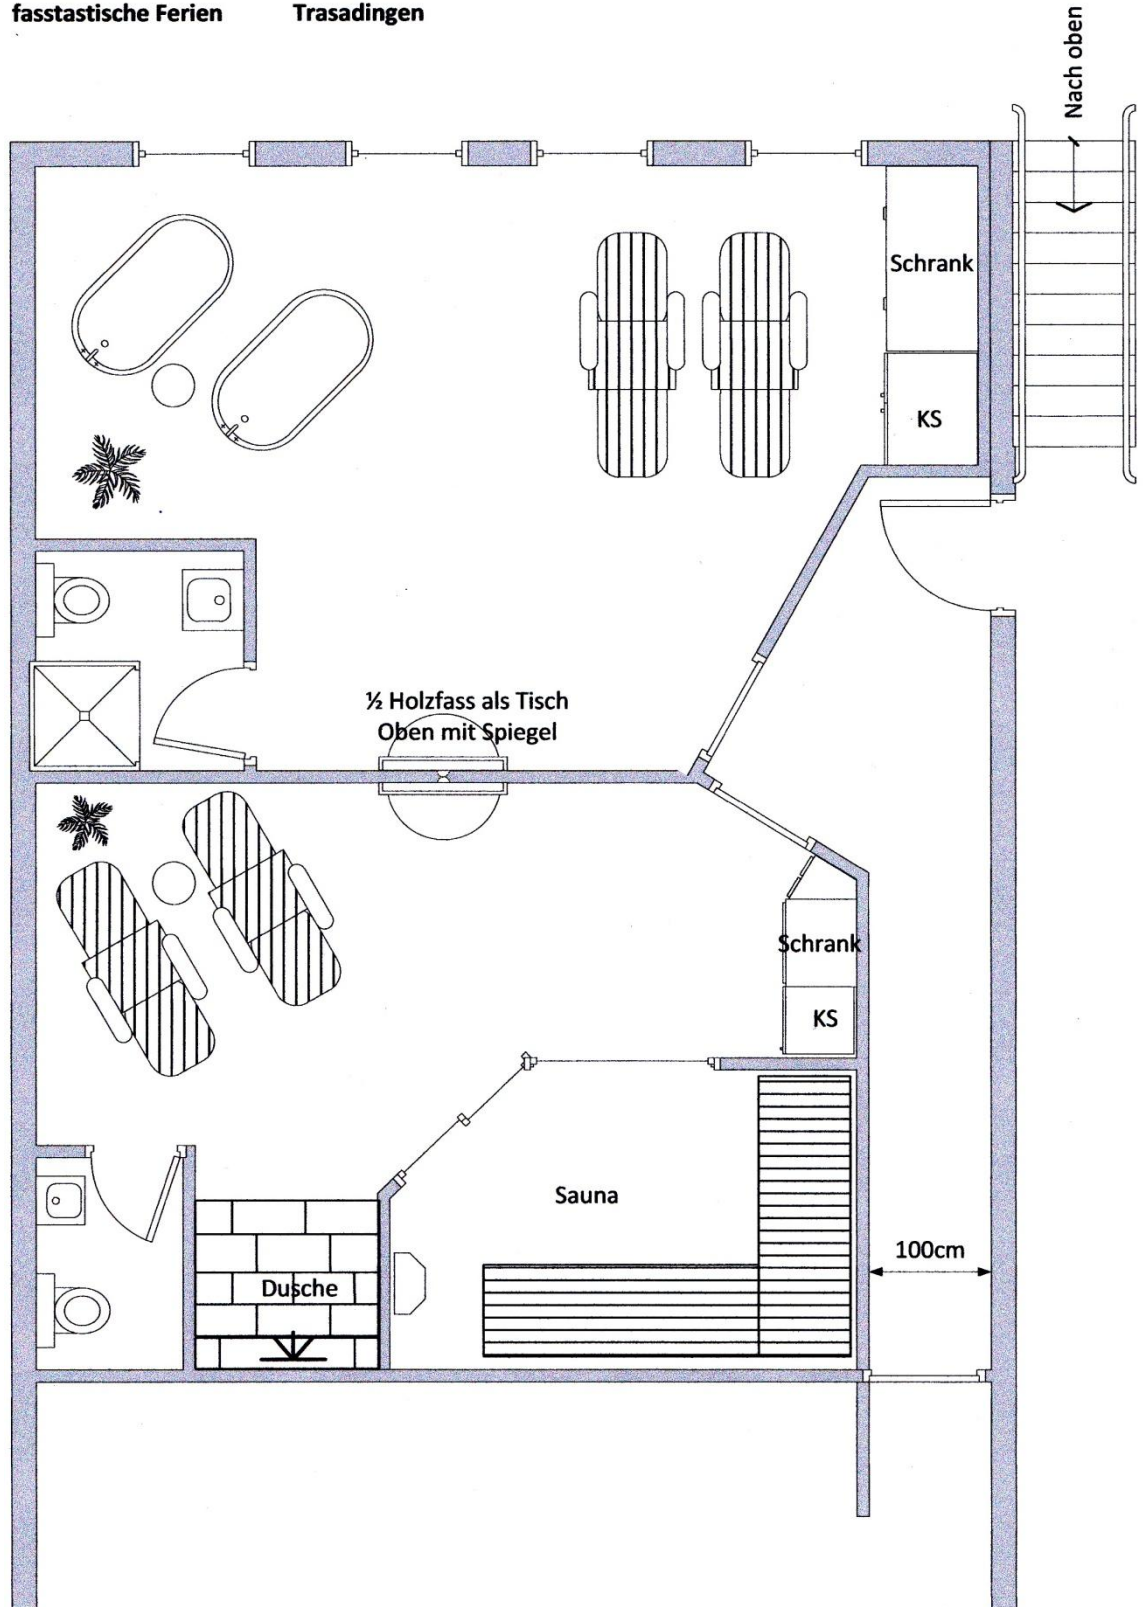 fasstastische Ferien Trasadingen
Nach oben
Schrank
KS
½ Holzfass als Tisch
Oben mit Spiegel
Schrank
KS
Sauna
100cm
Dusche